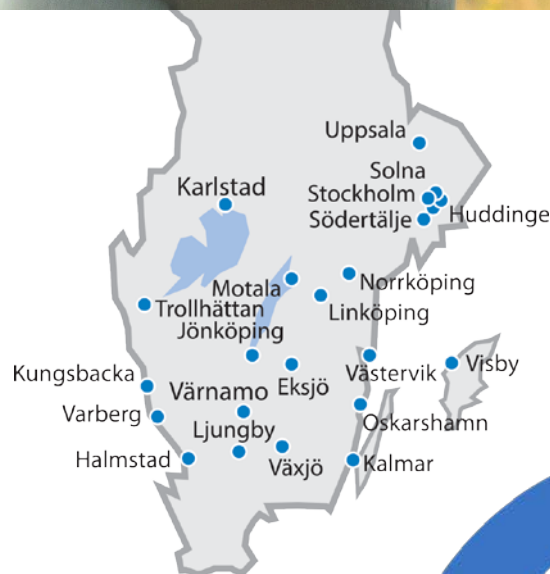 Uppsala
Solna
Karlstad
Stockholm
Södertälje
Huddinge
Motala
Norrköping
Trollhättan
Linköping
Jönköping
Kungsbacka
Eksjö
Västervik
Visby
Värnamo
Varberg
Oskarshamn
Ljungby
Halmstad
Växjö
Kalmar